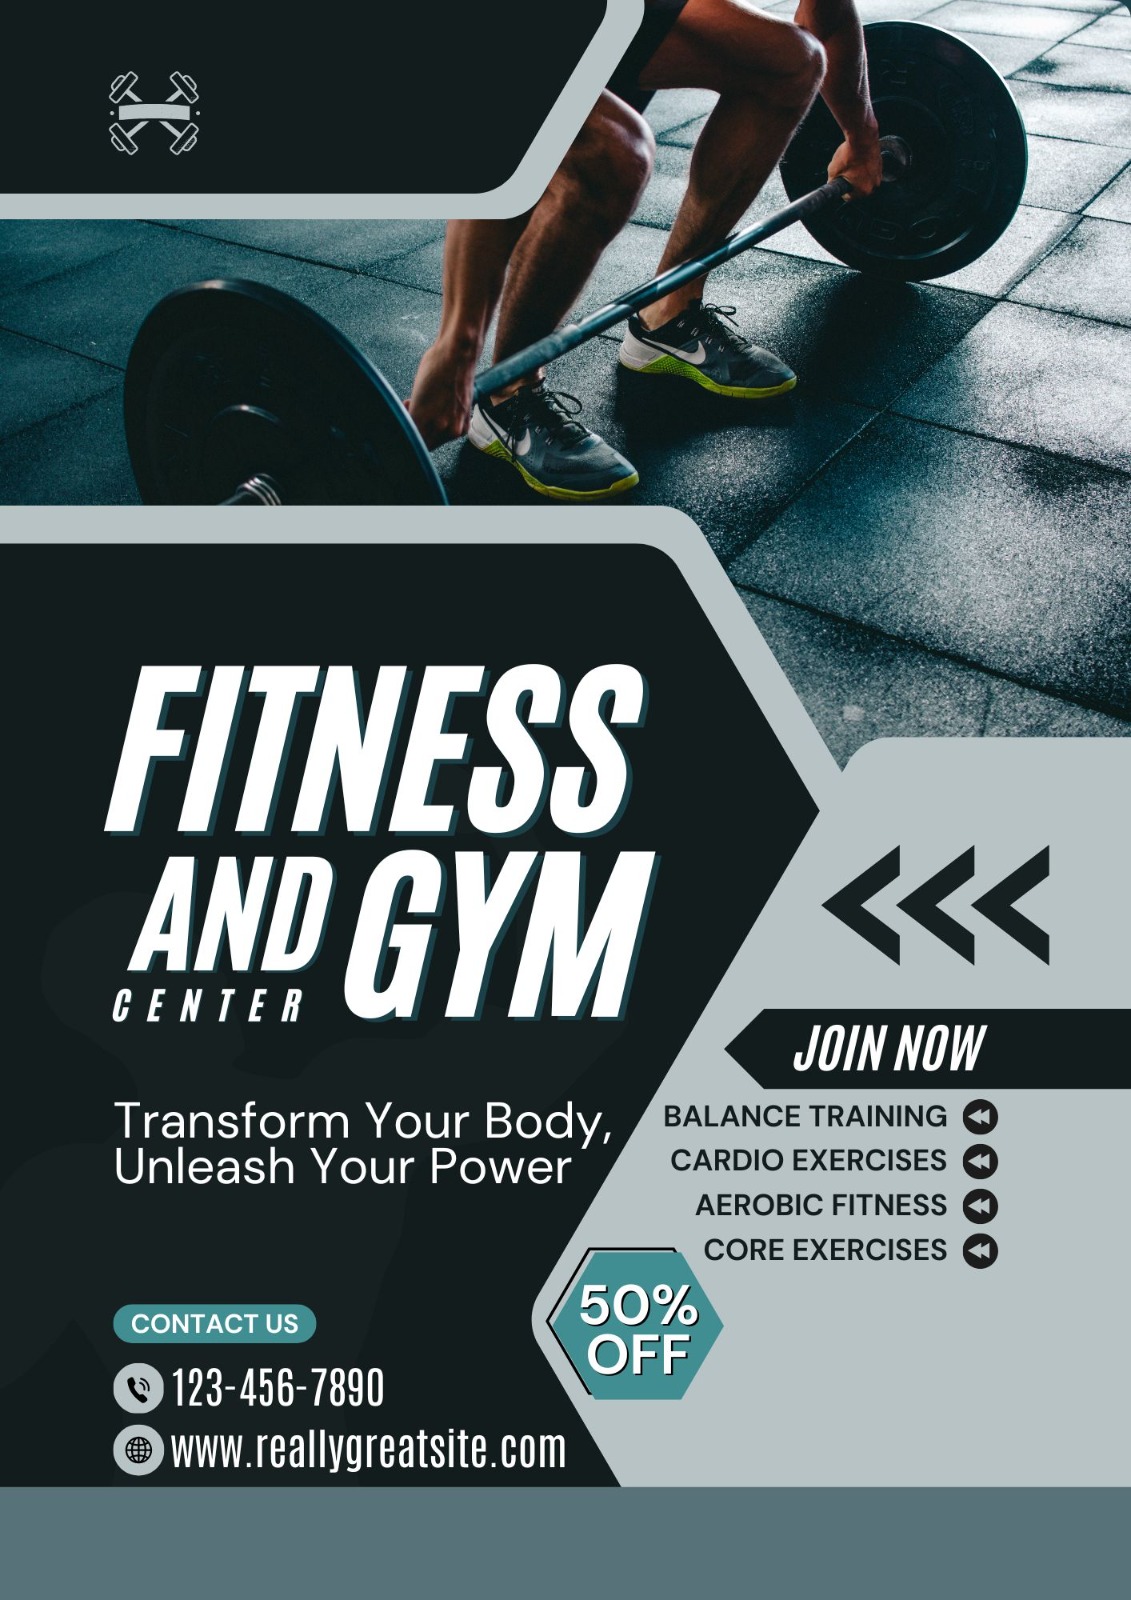 FITNESS
AND GYM
CENTER
Transform Your Body,
Unleash Your Power
JOIN NOW
BALANCE TRAINING
CARDIO EXERCISES
AEROBIC FITNESS
CORE EXERCISES
50%
OFF
CONTACT US
123-456-7890
www.reallygreatsite.com